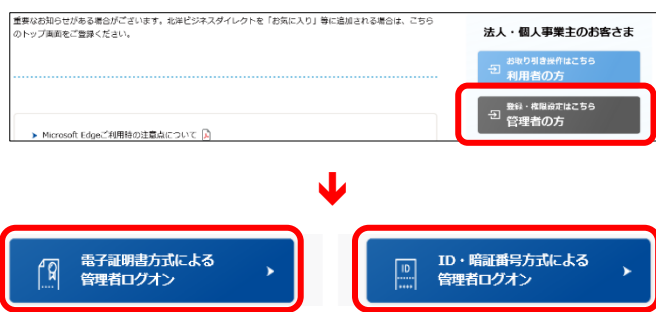 重要なお知らせがある場合がございます。北洋ビジネスダイレクトを「お気に入り」等に追加される場合は、こちら
のトップ画面をご登録ください。
法人・個人事業主のお客さま
お取り引き操作はこちら
利用者の方
登録・権限設定はこちら
管理者の方
Microsoft Edgeご利用時の注意点について
電子証明書方式による
管理者ログオン
ID・暗証番号方式による
管理者ログオン
ID